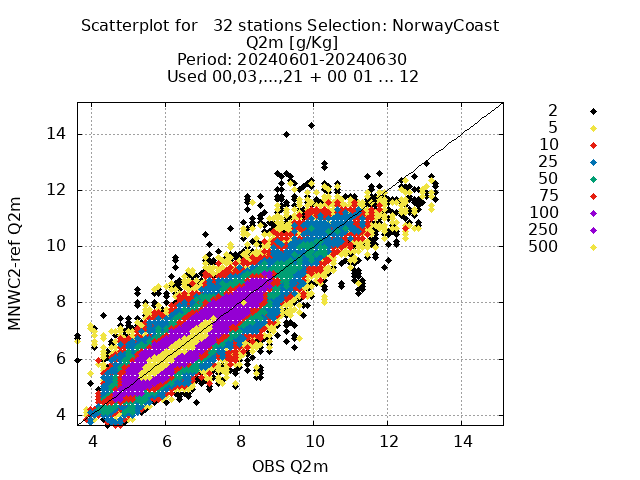 Scatterplot for   32 stations Selection: NorwayCoast
Q2m [g/Kg]
Period: 20240601-20240630
Used 00,03,...,21 + 00 01 ... 12
2
5
10
25
50
75
100
250
500
14
12
10
8
6
4
MNWC2-ref Q2m
4 6 8 10 12 14
OBS Q2m